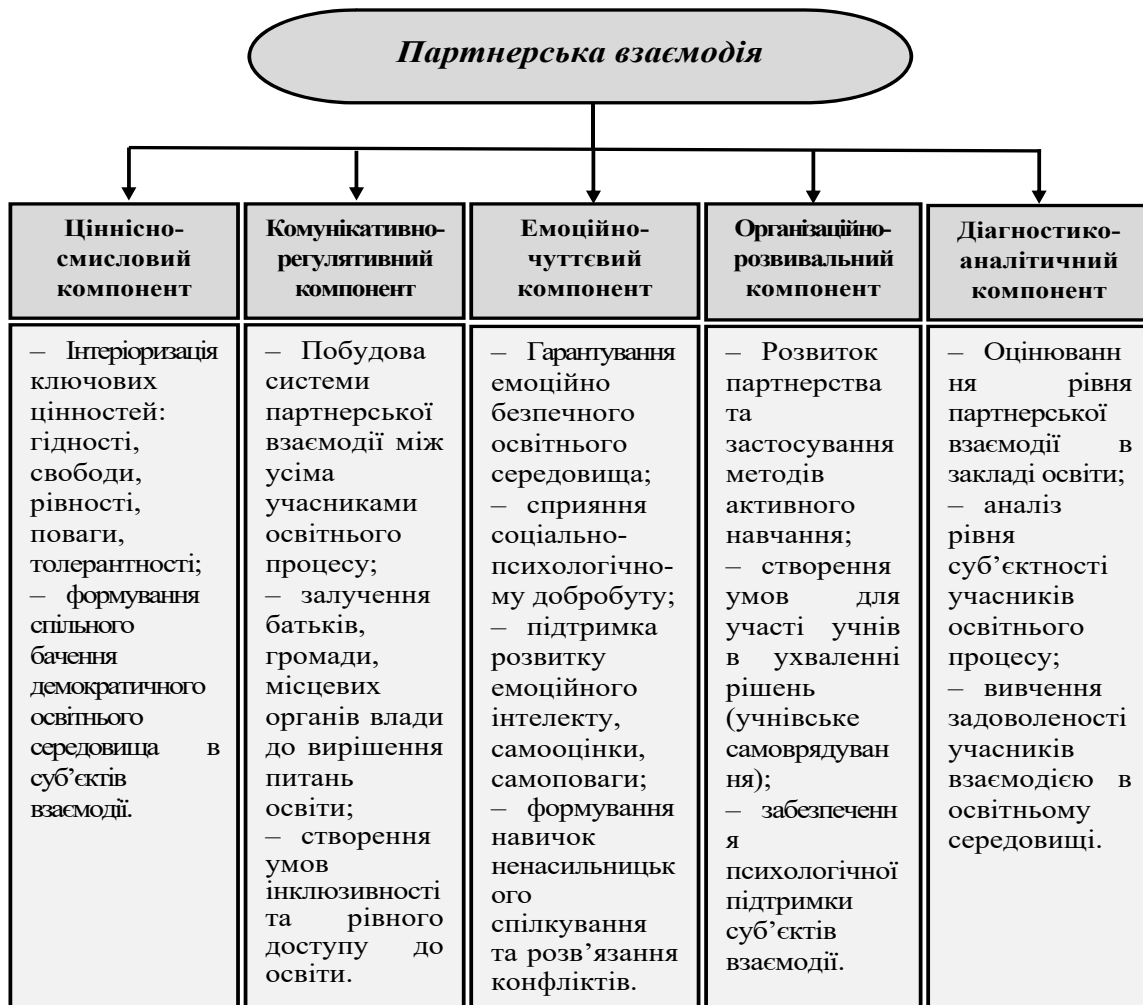 Партнерська взаємодія
Ціннісно-
смисловий
компонент
– Інтеріоризація
ключових
цінностей:
гідності,
свободи,
рівності,
поваги,
толерантності;
– формування
спільного
бачення
демократичного
освітнього
середовища в
суб’єктів
взаємодії.
Комунікативно-
регулятивний
компонент
– Побудова
системи
партнерської
взаємодії між
усіма
учасниками
освітнього
процесу;
– залучення
батьків,
громади,
місцевих
органів влади
до вирішення
питань
освіти;
– створення
умов
інклюзивності
та рівного
доступу до
освіти.
Емоційно-
чуттєвий
компонент
– Гарантування
емоційно
безпечного
освітнього
середовища;
– сприяння
соціально-
психологічно-
му добробуту;
– підтримка
розвитку
емоційного
інтелекту,
самооцінки,
самоповаги;
– формування
навичок
ненасильницьк
ого
спілкування
та розв’язання
конфліктів.
Організаційно-
розвивальний
компонент
– Розвиток
партнерства
та
застосування
методів
активного
навчання;
– створення
умов для
участі учнів
в ухваленні
рішень
(учнівське
самоврядуван
ня);
– забезпеченн
я
психологічної
підтримки
суб’єктів
взаємодії.
Діагностико-
аналітичний
компонент
– Оцінюванн
ня рівня
партнерської
взаємодії в
закладі освіти;
– аналіз
рівня
суб’єктності
учасників
освітнього
процесу;
– вивчення
задоволеності
учасників
взаємодією в
освітньому
середовищі.